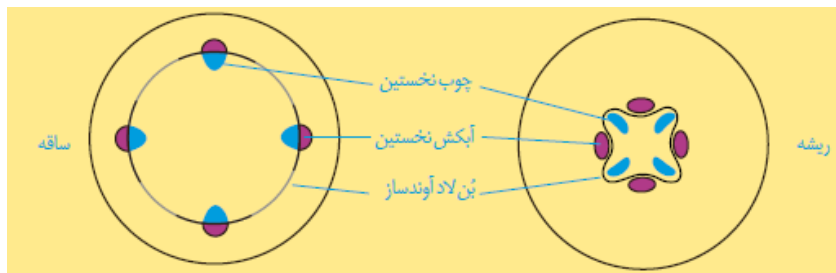 چوب نخستین
آبکش نخستین
ریشه
ساقه
بُن لاد آوندساز